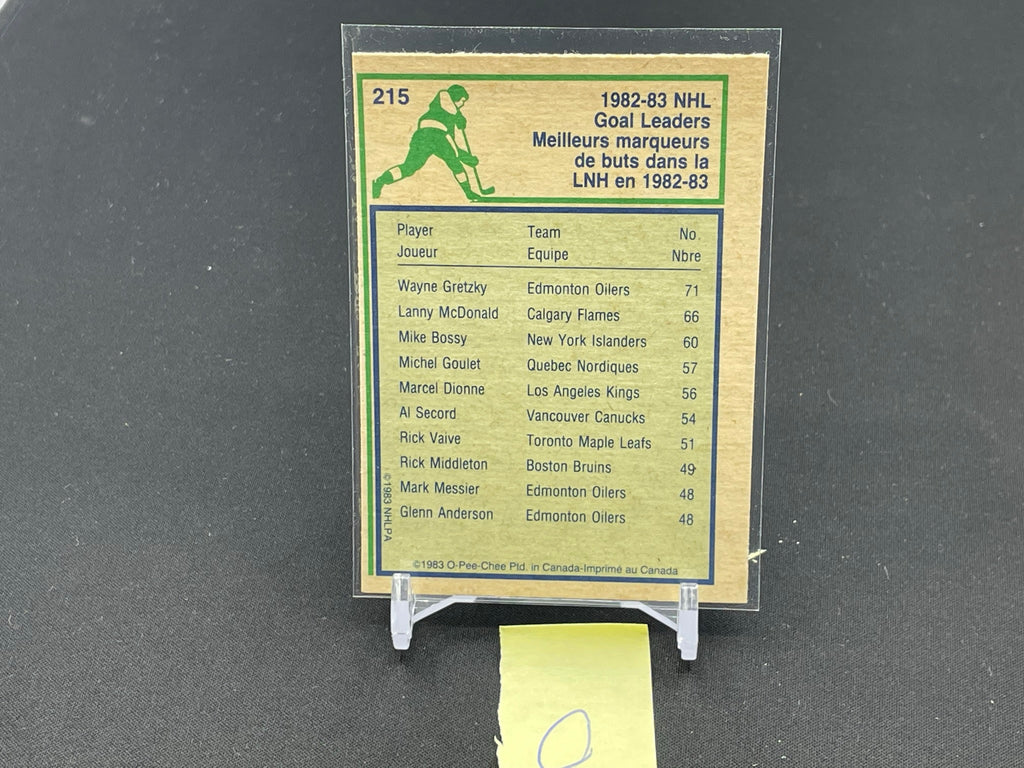 215
1982-83 NHL
Goal Leaders
Meilleurs marqueurs
de buts dans la
LNH en 1982-83
Player Team No.
Joueur Equipe Nbre
Wayne Gretzky Edmonton Oilers 71
Lanny McDonald Calgary Flames 66
Mike Bossy New York Islanders 60
Michel Goulet Quebec Nordiques 57
Marcel Dionne Los Angeles Kings 56
Al Secord Vancouver Canucks 54
Rick Vaive Toronto Maple Leafs 51
Rick Middleton Boston Bruins 49
Mark Messier Edmonton Oilers 48
Glenn Anderson Edmonton Oilers 48
©1983 NHLPA
©1983 O-Pee-Chee Ptd. in Canada-Imprimé au Canada